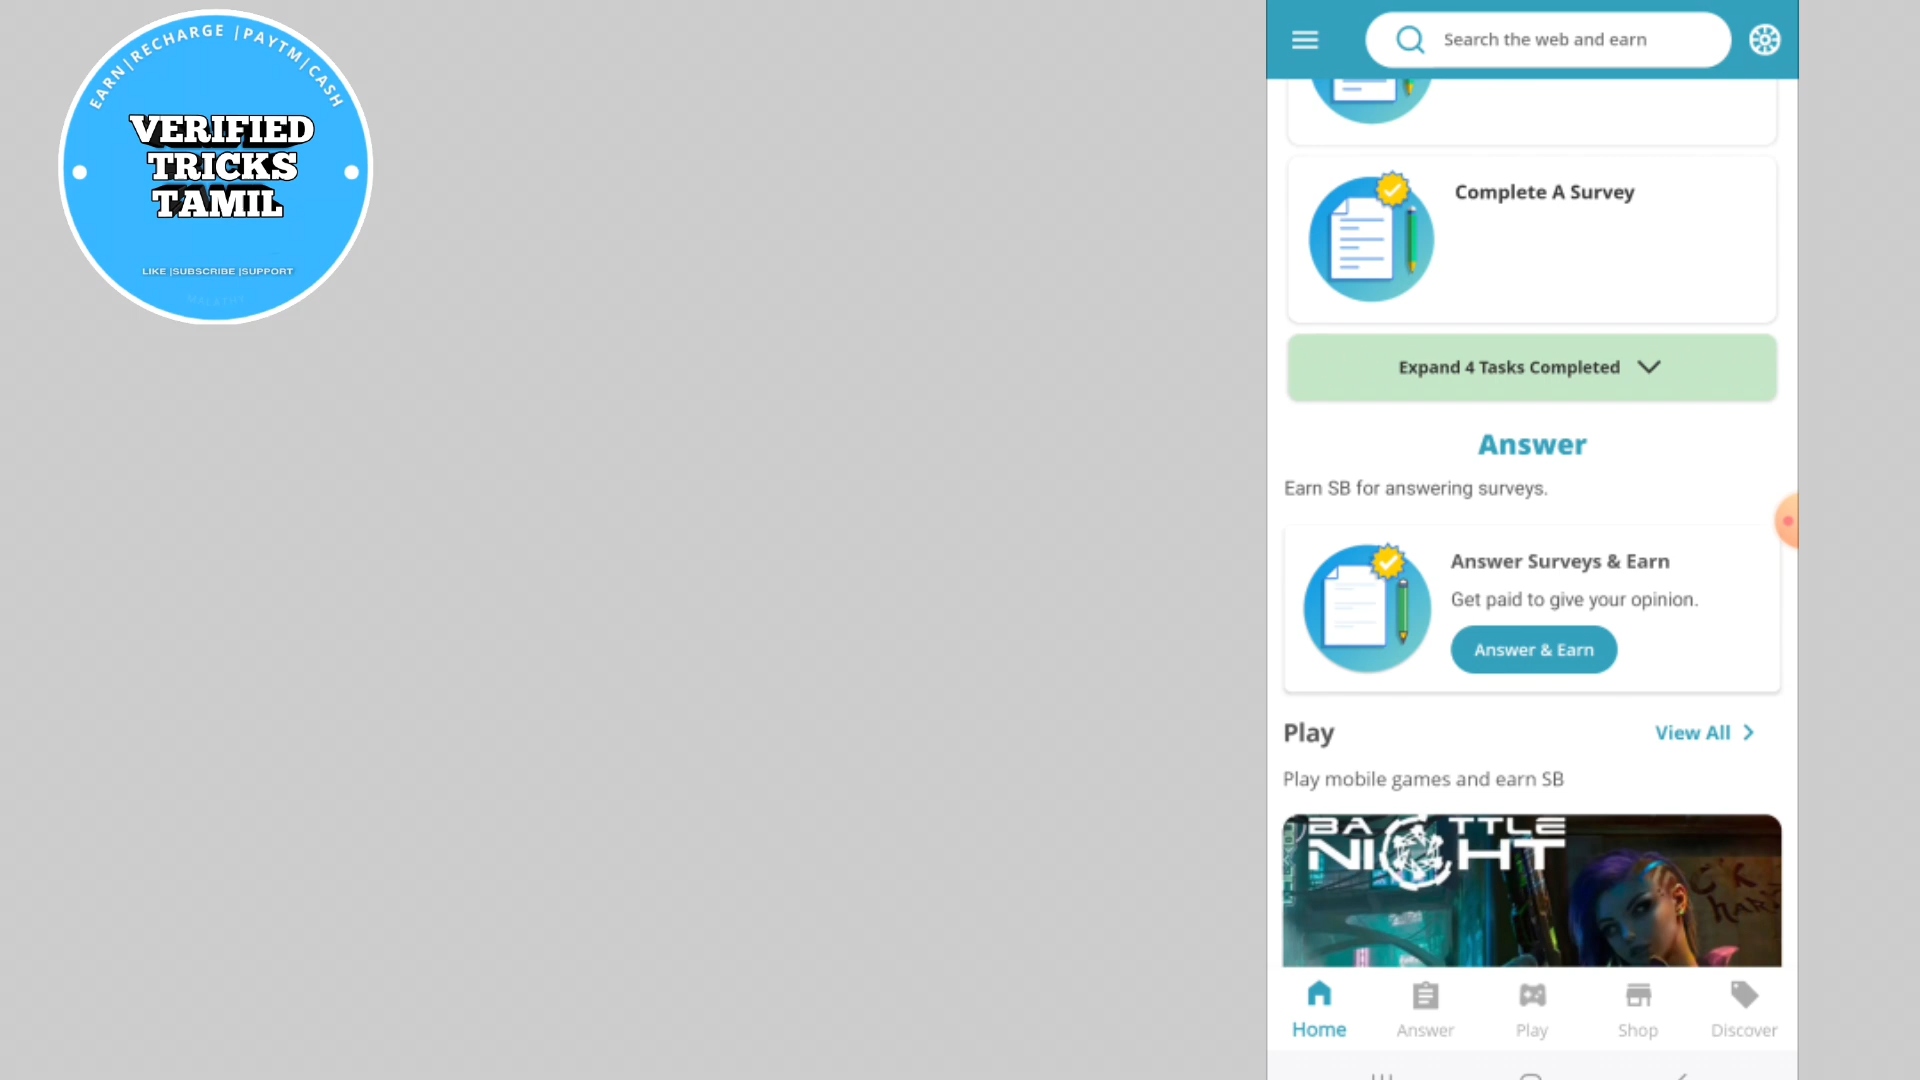 EARN|RECHARGE |PAYTM|CASH
VERIFIED
TRICKS
TAMIL
LIKE |SUBSCRIBE |SUPPORT
MALATHY
Search the web and earn
Complete A Survey
Expand 4 Tasks Completed
Answer
Earn SB for answering surveys.
Answer Surveys & Earn
Get paid to give your opinion.
Answer & Earn
Play
View All
Play mobile games and earn SB
BATTLE
NIGHT
Home
Answer
Play
Shop
Discover